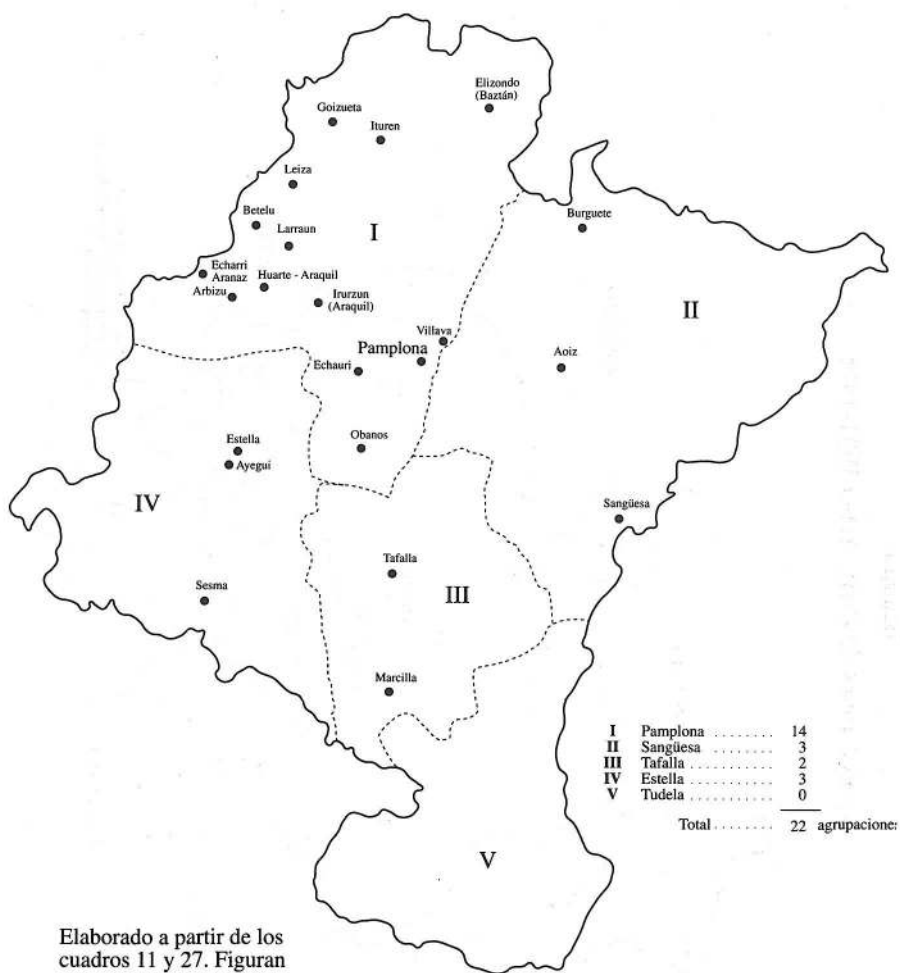 Elizondo
(Baztán)
Goizueta
Ituren
Leiza
Betelu
Larraun
I
Burguete
Echarri
Aranaz
Huarte - Araquil
Arbizu
Irurzun
(Araquil)
II
Villava
Pamplona
Echauri
Aoiz
Obanos
Estella
Ayegui
IV
Sangüesa
Tafalla
Sesma
III
Marcilla
I Pamplona ........ 14
II Sangüesa ......... 3
III Tafalla ........... 2
IV Estella ........... 3
V Tudela ........... 0
Total ........ 22 agrupacione
V
Elaborado a partir de los
cuadros 11 y 27. Figuran